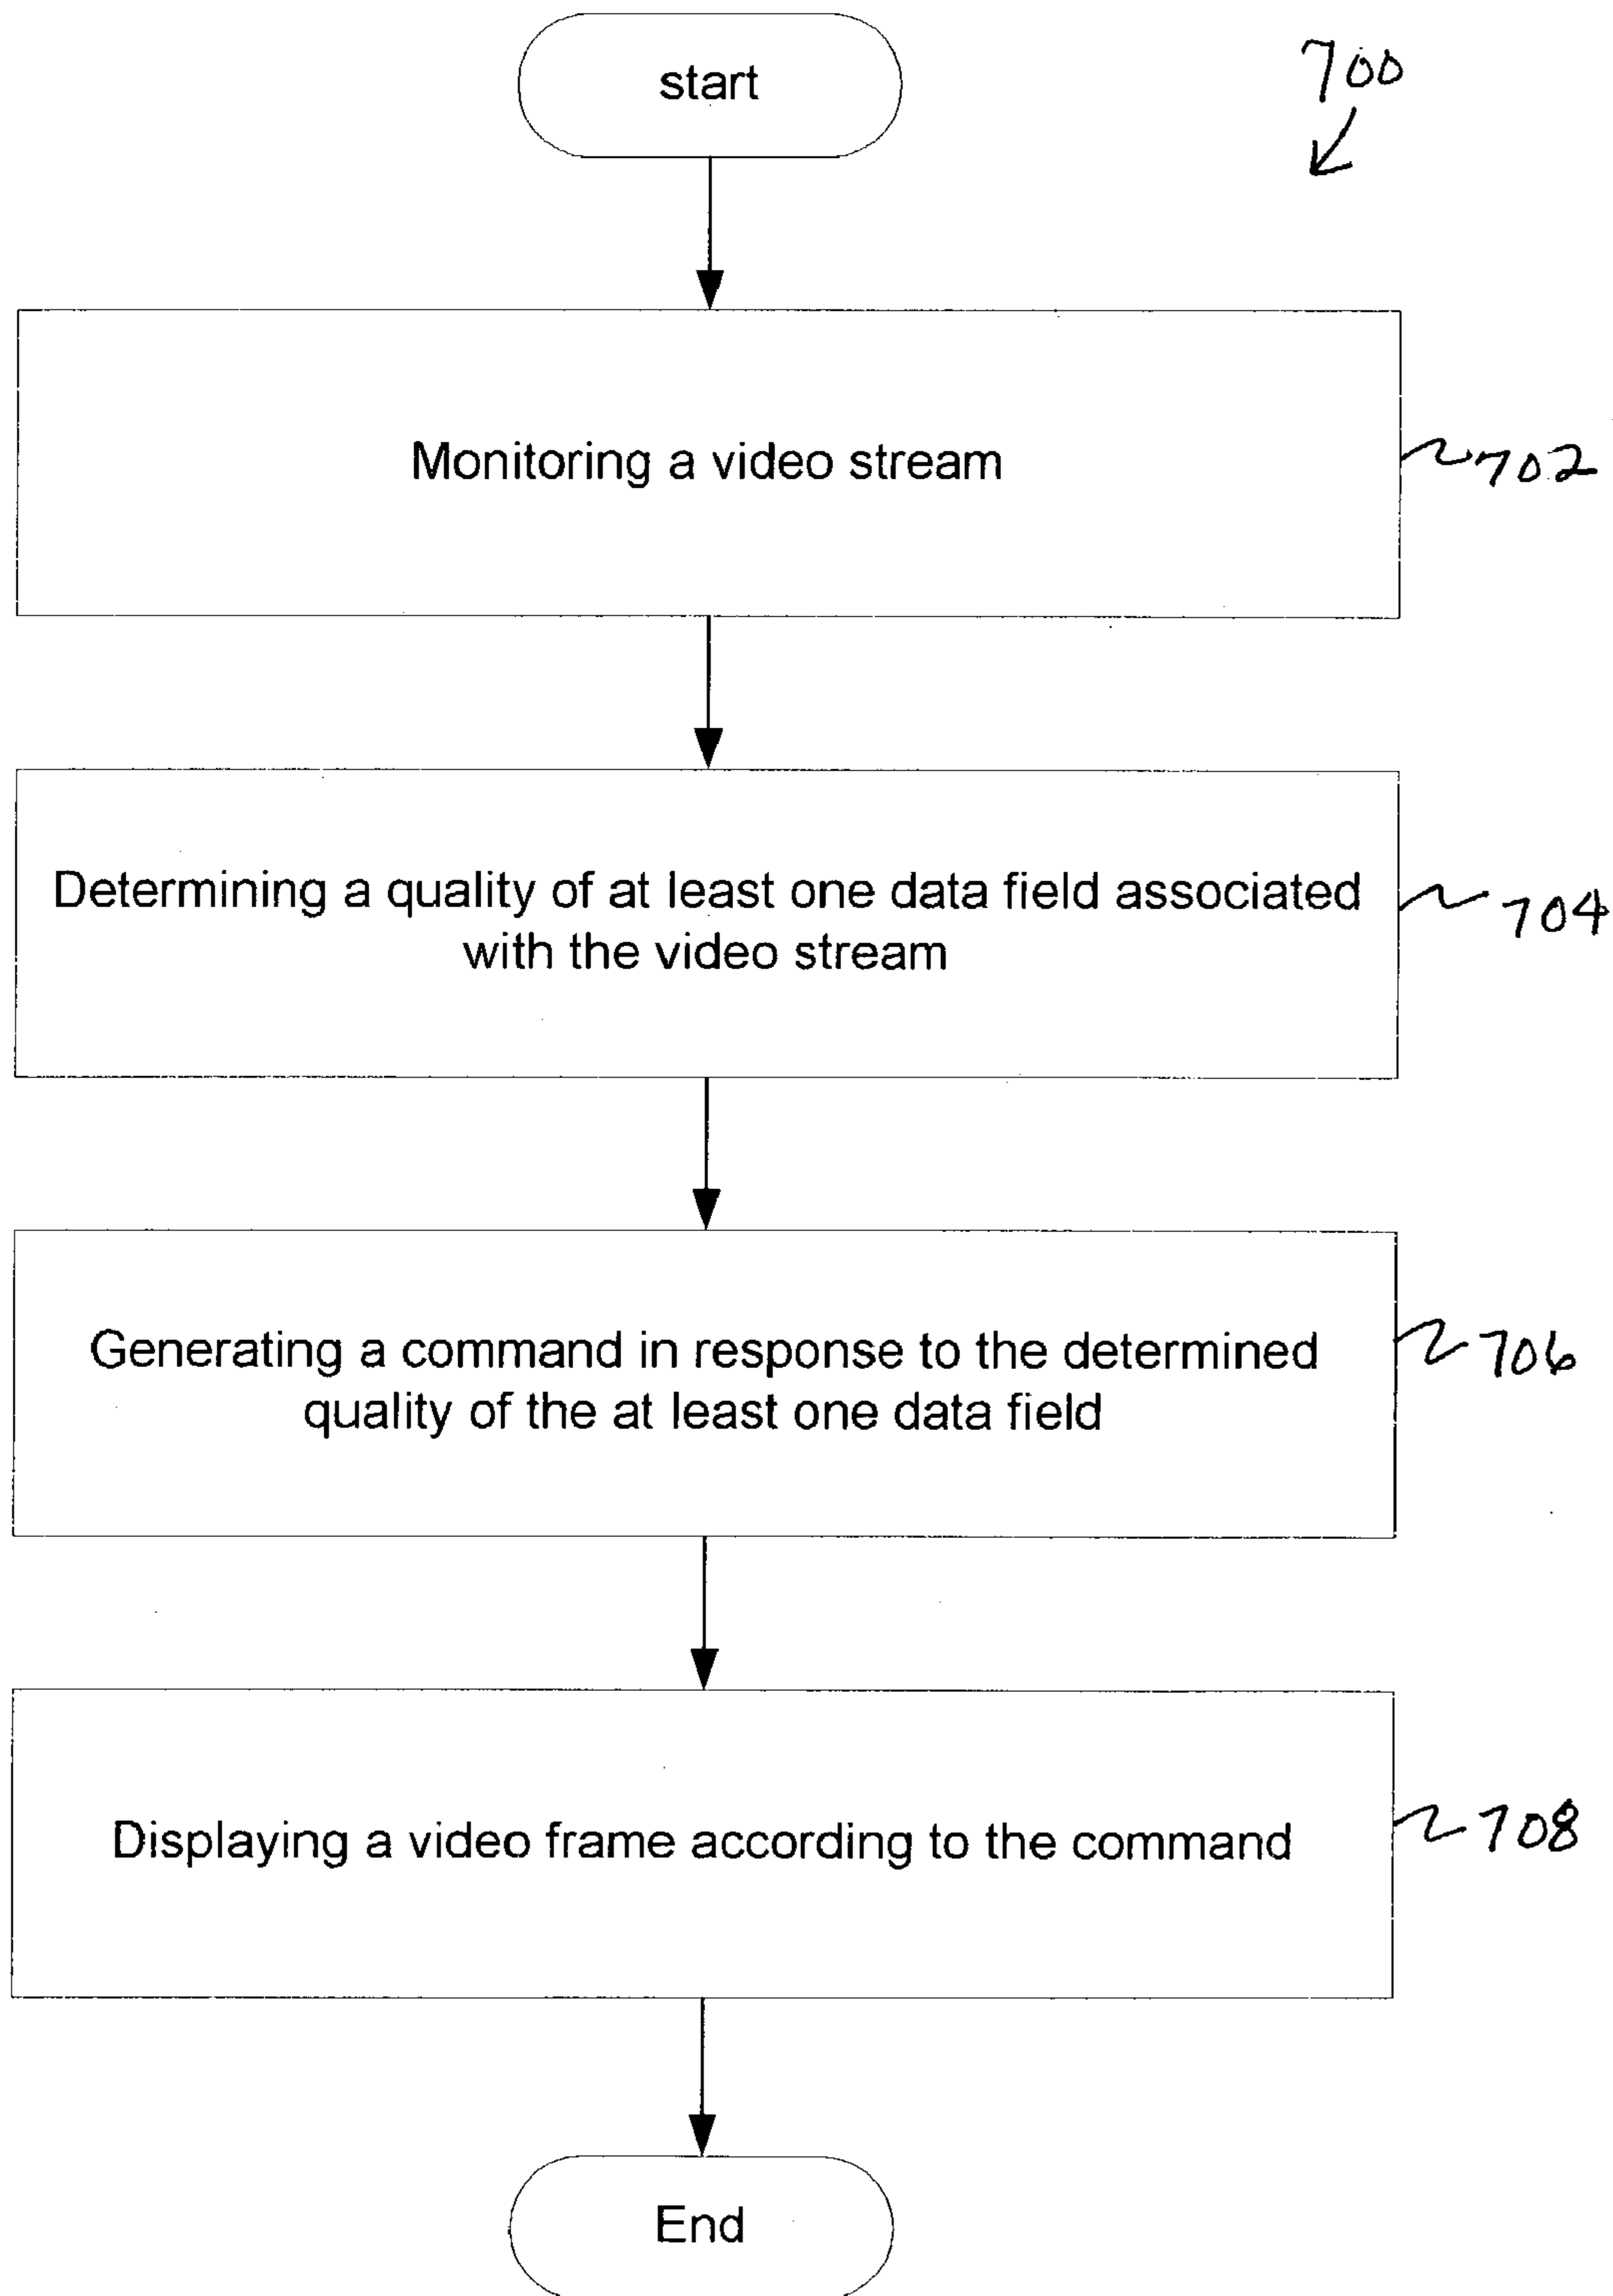 start
700
Monitoring a video stream
702
Determining a quality of at least one data field associated
with the video stream
704
Generating a command in response to the determined
quality of the at least one data field
706
Displaying a video frame according to the command
708
End